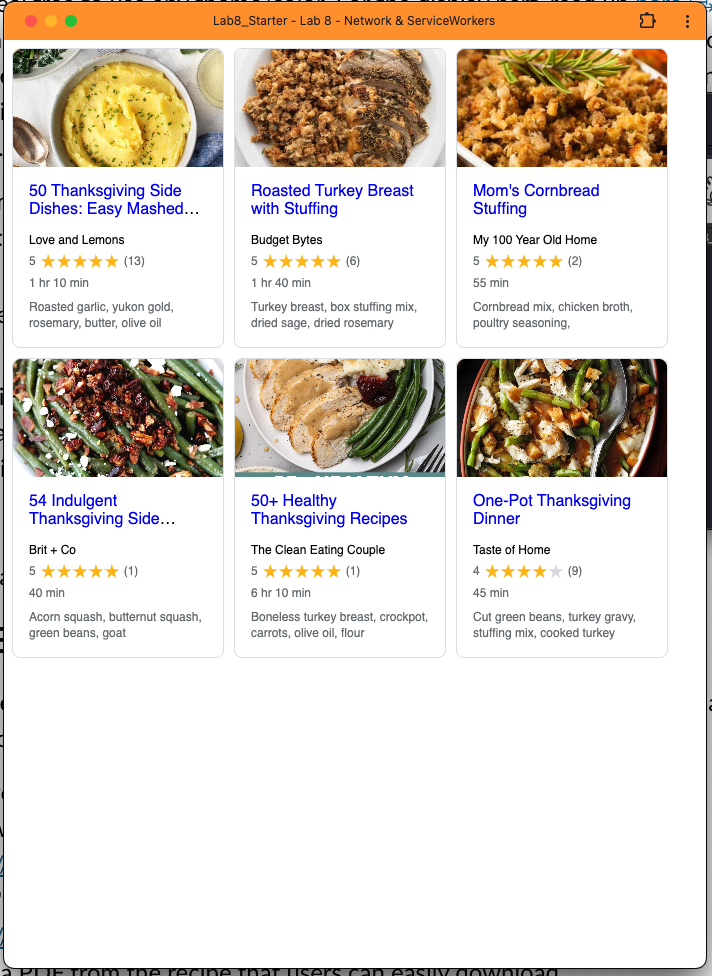 Lab8_Starter - Lab 8 - Network & ServiceWorkers
50 Thanksgiving Side
Dishes: Easy Mashed…
Love and Lemons
5 ★★★★★ (13)
1 hr 10 min
Roasted garlic, yukon gold,
rosemary, butter, olive oil
Roasted Turkey Breast
with Stuffing
Budget Bytes
5 ★★★★★ (6)
1 hr 40 min
Turkey breast, box stuffing mix,
dried sage, dried rosemary
Mom's Cornbread
Stuffing
My 100 Year Old Home
5 ★★★★★ (2)
55 min
Cornbread mix, chicken broth,
poultry seasoning,
54 Indulgent
Thanksgiving Side…
Brit + Co
5 ★★★★★ (1)
40 min
Acorn squash, butternut squash,
green beans, goat
50+ Healthy
Thanksgiving Recipes
The Clean Eating Couple
5 ★★★★★ (1)
6 hr 10 min
Boneless turkey breast, crockpot,
carrots, olive oil, flour
One-Pot Thanksgiving
Dinner
Taste of Home
4 ★★★★★ (9)
45 min
Cut green beans, turkey gravy,
stuffing mix, cooked turkey
a PDF from the recipe that users can easily download